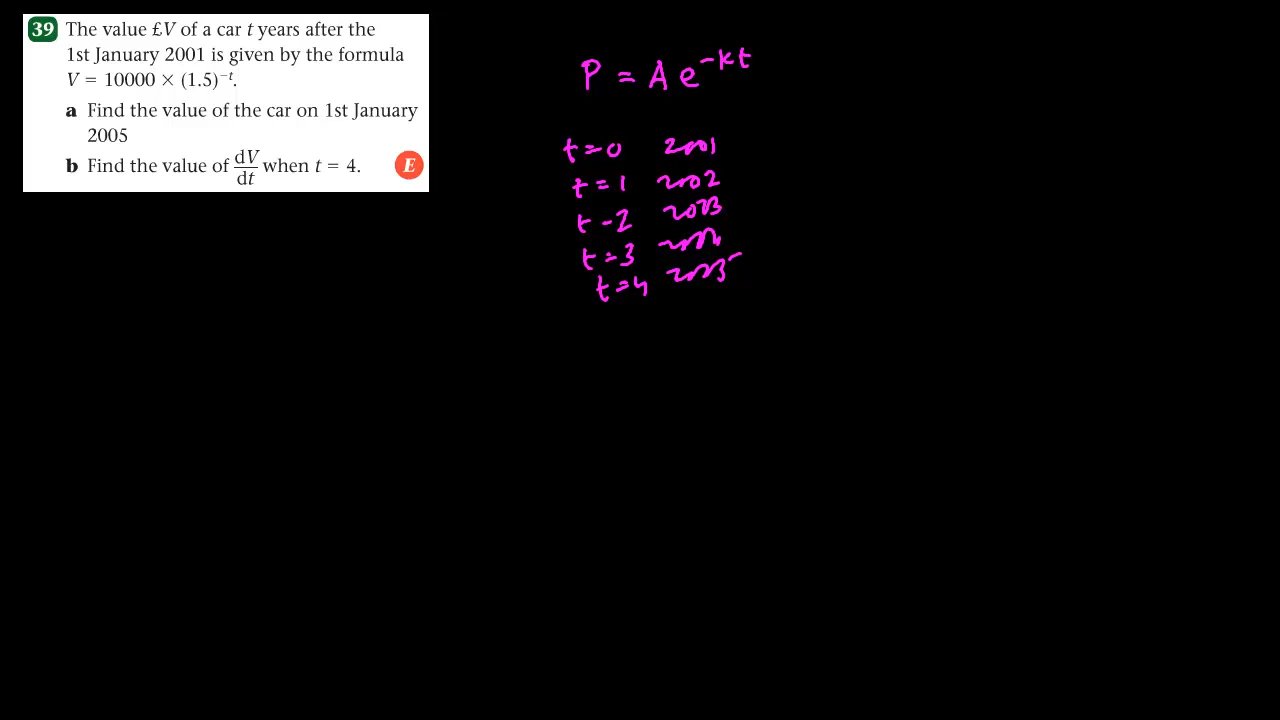 39 The value £V of a car t years after the
1st January 2001 is given by the formula
V = 10000 × (1.5)⁻ᵗ.
a Find the value of the car on 1st January
2005
b Find the value of dV/dt when t = 4. E
P = A e^-kt
t=0 2001
t=1 2002
t-2 2003
t=3
t=4 2005